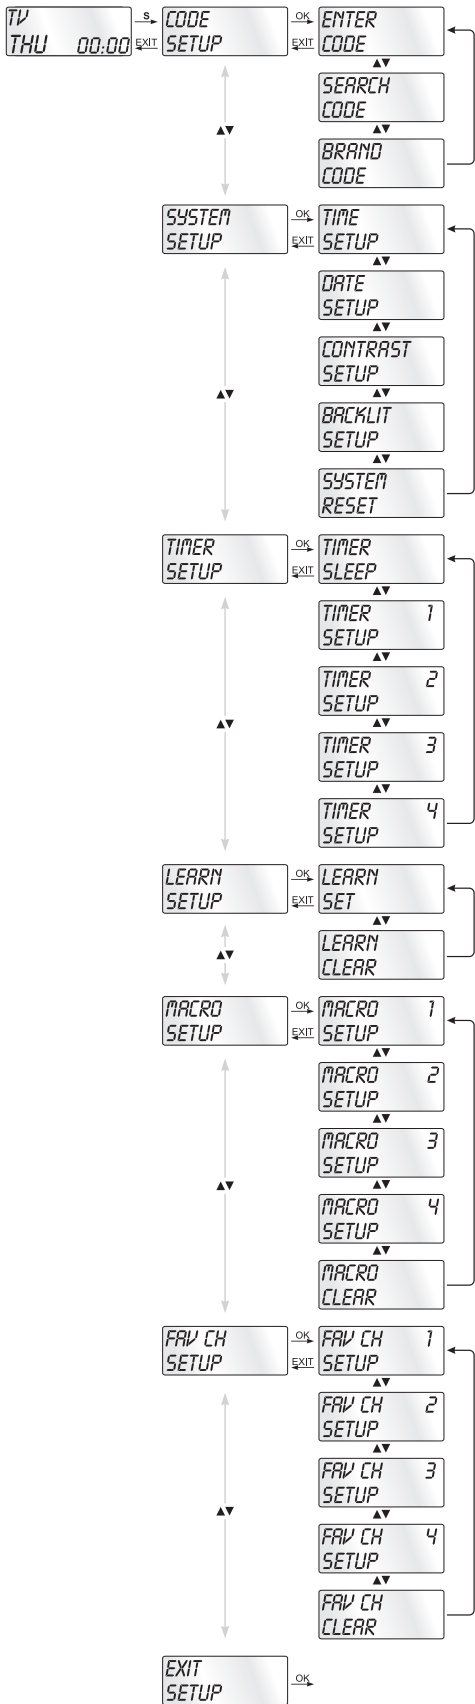 TV
THU 00:00
S
EXIT
CODE
SETUP
OK
EXIT
ENTER
CODE
▲▼
SEARCH
CODE
▲▼
BRAND
CODE
▲▼
SYSTEM
SETUP
OK
EXIT
TIME
SETUP
▲▼
DATE
SETUP
▲▼
CONTRAST
SETUP
▲▼
BACKLIT
SETUP
▲▼
SYSTEM
RESET
▲▼
TIMER
SETUP
OK
EXIT
TIMER
SLEEP
▲▼
TIMER 1
SETUP
▲▼
TIMER 2
SETUP
▲▼
TIMER 3
SETUP
▲▼
TIMER 4
SETUP
▲▼
LEARN
SETUP
OK
EXIT
LEARN
SET
▲▼
LEARN
CLEAR
▲▼
MACRO
SETUP
OK
EXIT
MACRO 1
SETUP
▲▼
MACRO 2
SETUP
▲▼
MACRO 3
SETUP
▲▼
MACRO 4
SETUP
▲▼
MACRO
CLEAR
▲▼
FAV CH
SETUP
OK
EXIT
FAV CH 1
SETUP
▲▼
FAV CH 2
SETUP
▲▼
FAV CH 3
SETUP
▲▼
FAV CH 4
SETUP
▲▼
FAV CH
CLEAR
▲▼
EXIT
SETUP
OK